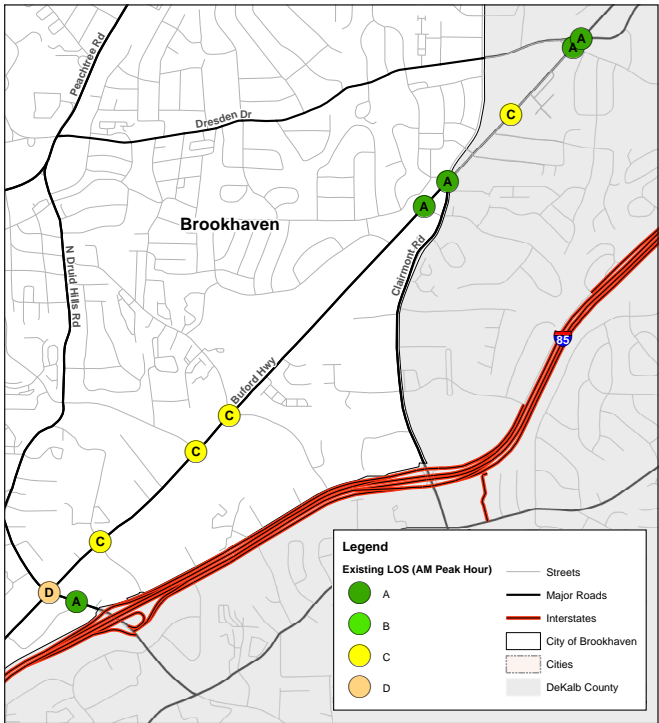 A
A
Peachtree Rd
C
Dresden Dr
A
A
Brookhaven
Clairmont Rd
N Druid Hills Rd
85
Buford Hwy
C
C
C
D
A
Legend
Existing LOS (AM Peak Hour)
A
B
C
D
Streets
Major Roads
Interstates
City of Brookhaven
Cities
DeKalb County